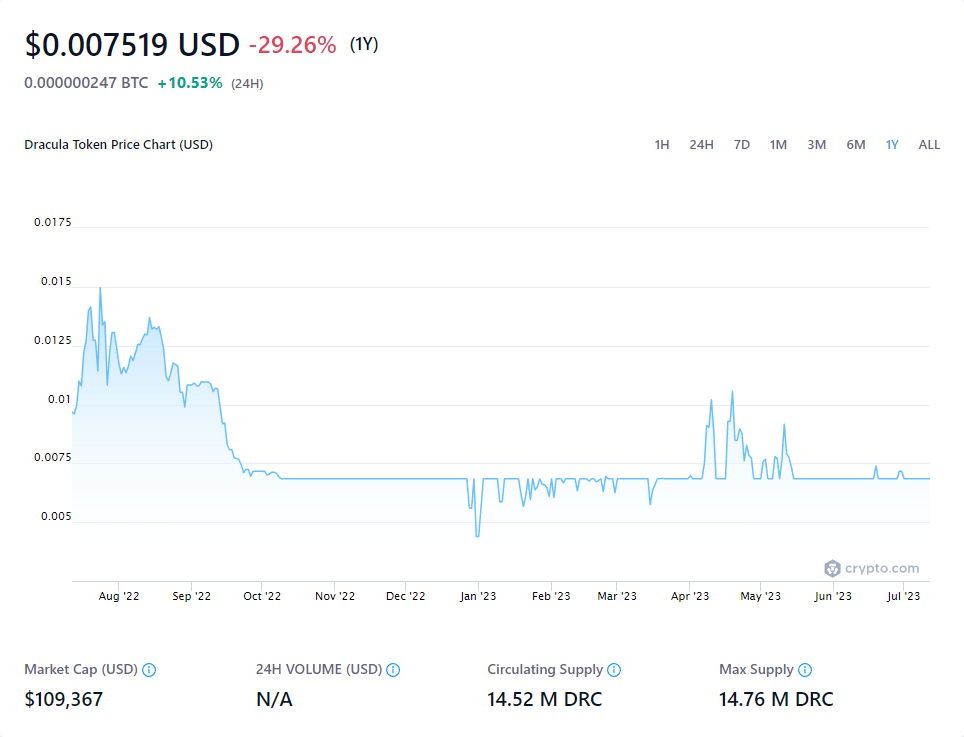 $0.007519 USD -29.26% (1Y)
0.000000247 BTC +10.53% (24H)
Dracula Token Price Chart (USD) 1H 24H 7D 1M 3M 6M 1Y ALL
0.0175
0.015
0.0125
0.01
0.0075
0.005
crypto.com
Aug '22 Sep '22 Oct '22 Nov '22 Dec '22 Jan '23 Feb '23 Mar '23 Apr '23 May '23 Jun '23 Jul '23
Market Cap (USD) 24H VOLUME (USD) Circulating Supply Max Supply
$109,367 N/A 14.52 M DRC 14.76 M DRC